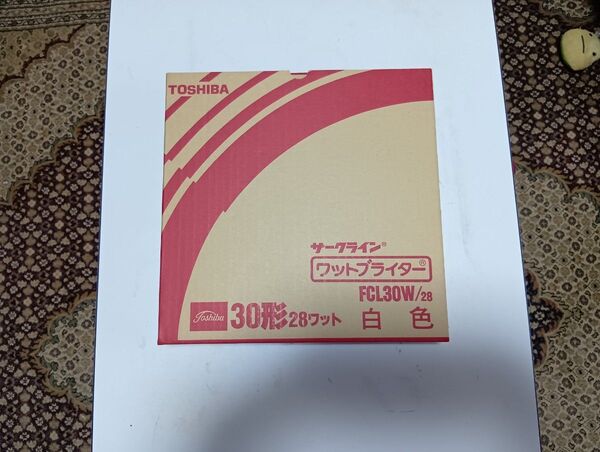 TOSHIBA
サークライン®
ワットブライター®
FCL30W/28
Toshiba 30形 28ワット 白色